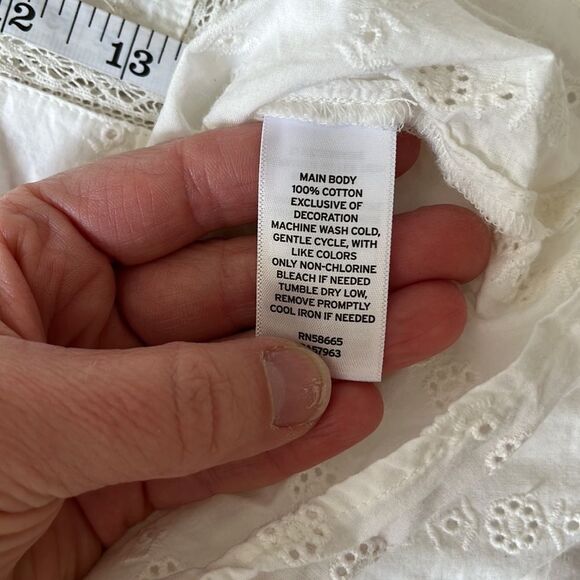 12
13
MAIN BODY
100% COTTON
EXCLUSIVE OF
DECORATION
MACHINE WASH COLD,
GENTLE CYCLE, WITH
LIKE COLORS
ONLY NON-CHLORINE
BLEACH IF NEEDED
TUMBLE DRY LOW,
REMOVE PROMPTLY
COOL IRON IF NEEDED
RN58665